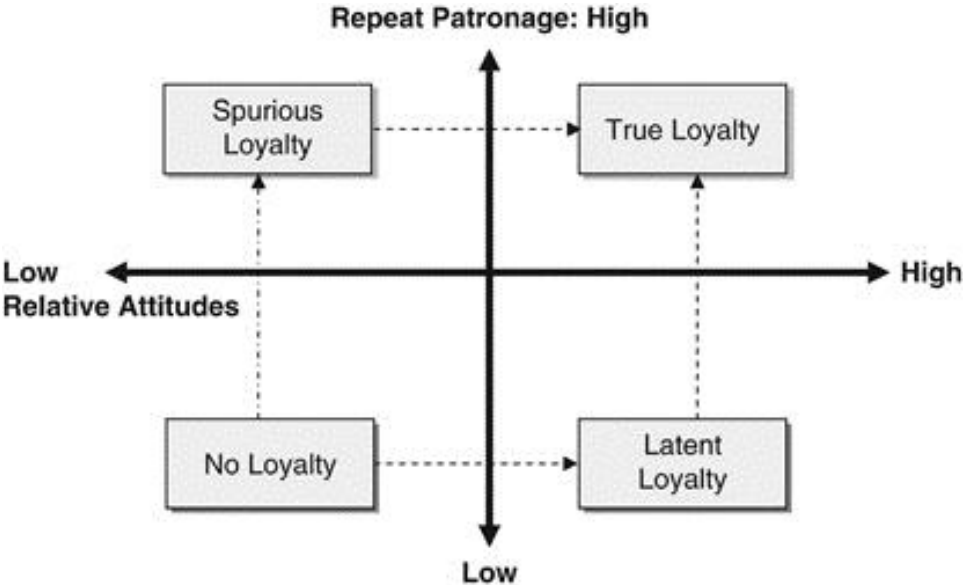 Repeat Patronage: High
Spurious
Loyalty
True Loyalty
Low
High
Relative Attitudes
No Loyalty
Latent
Loyalty
Low